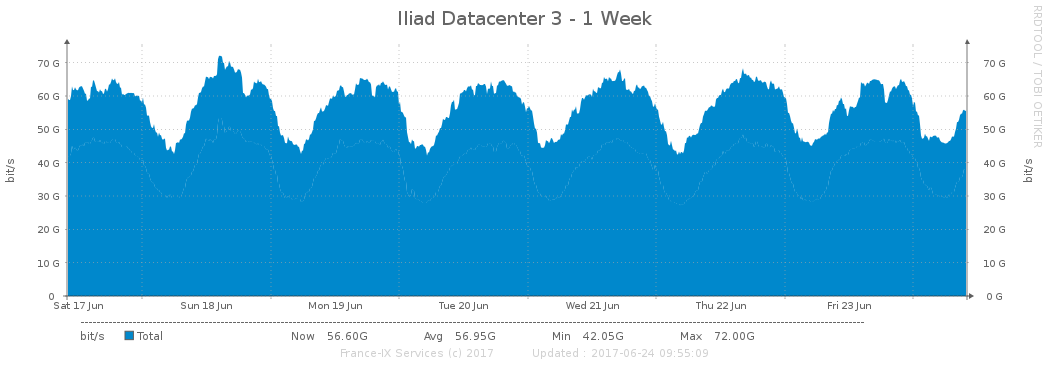 Iliad Datacenter 3 - 1 Week
RRDTOOL / TOBI OETIKER
70 G 70 G
60 G 60 G
50 G 50 G
40 G 40 G
30 G 30 G
20 G 20 G
10 G 10 G
0 0 G
bit/s bit/s
Sat 17 Jun Sun 18 Jun Mon 19 Jun Tue 20 Jun Wed 21 Jun Thu 22 Jun Fri 23 Jun
bit/s Total Now 56.60G Avg 56.95G Min 42.05G Max 72.00G
France-IX Services (c) 2017 Updated : 2017-06-24 09:55:09